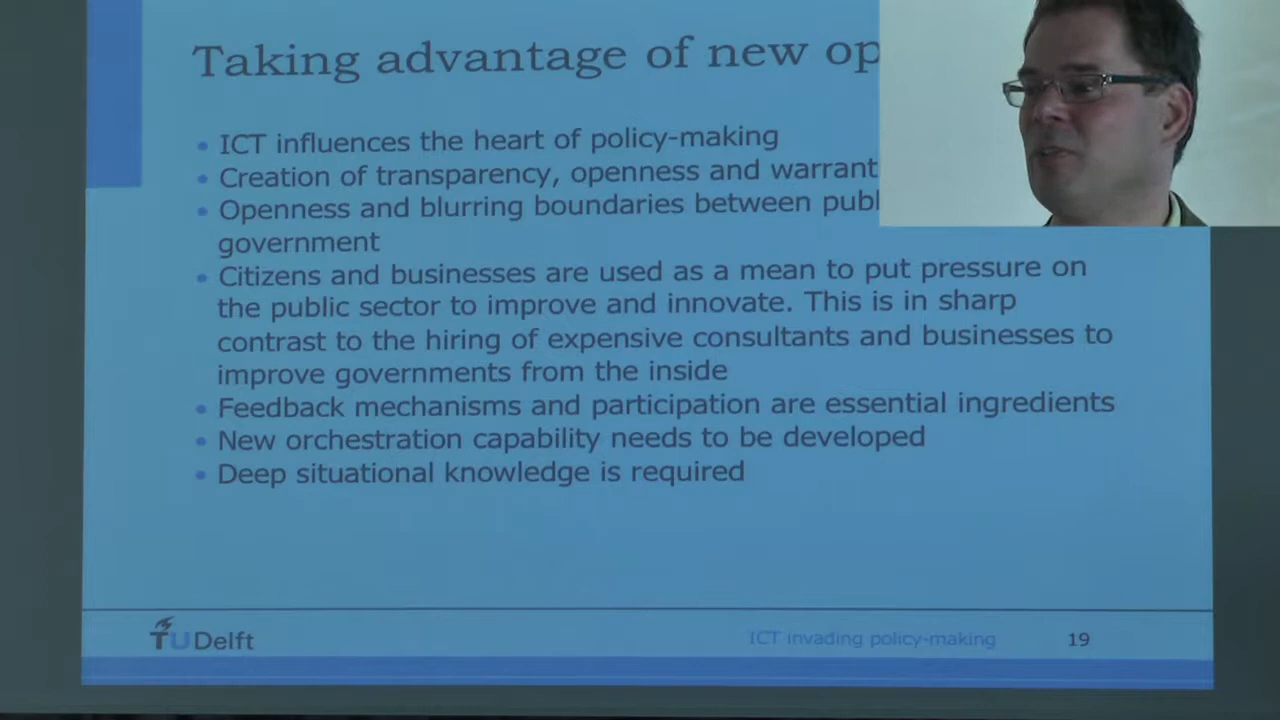 Taking advantage of new op
ICT influences the heart of policy-making
Creation of transparency, openness and warrant
Openness and blurring boundaries between publ
government
Citizens and businesses are used as a mean to put pressure on
the public sector to improve and innovate. This is in sharp
contrast to the hiring of expensive consultants and businesses to
improve governments from the inside
Feedback mechanisms and participation are essential ingredients
New orchestration capability needs to be developed
Deep situational knowledge is required
TU Delft
ICT invading policy-making
19